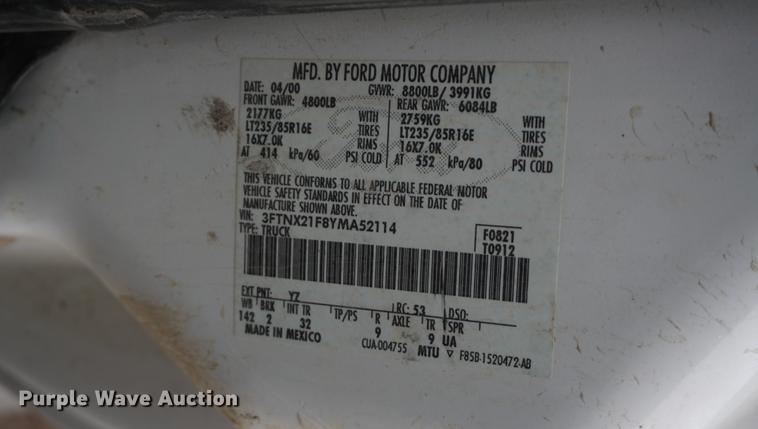 MFD. BY FORD MOTOR COMPANY
DATE: 04/00 GVWR: 8800LB/ 3991KG
FRONT GAWR: 4800LB REAR GAWR: 6084LB
2177KG WITH 2759KG WITH
LT235/85R16E TIRES LT235/85R16E TIRES
16X7.0K RIMS 16X7.0K RIMS
AT 414 kPa/60 PSI COLD AT 552 kPa/80 PSI COLD
THIS VEHICLE CONFORMS TO ALL APPLICABLE FEDERAL MOTOR
VEHICLE SAFETY STANDARDS IN EFFECT ON THE DATE OF
MANUFACTURE SHOWN ABOVE.
VIN: 3FTNX21F8YMA52114 F0821
TYPE: TRUCK T0912
EXT PNT: YZ RC: 53 DSO:
WB BRK INT TR TP/PS R AXLE TR SPR
142 2 32 9 9 UA
MADE IN MEXICO CUA-004755 MTU ▽ F85B-1520472-AB
Purple Wave Auction